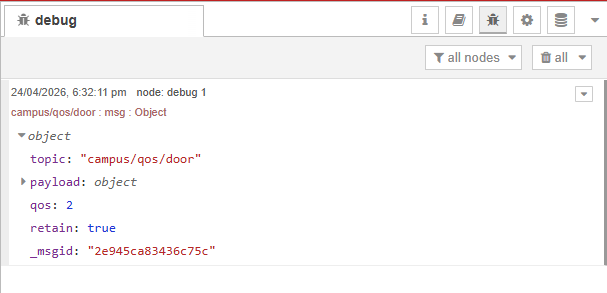 debug
all nodes
all
24/04/2026, 6:32:11 pm node: debug 1
campus/qos/door : msg : Object
object
topic: "campus/qos/door"
payload: object
qos: 2
retain: true
_msgid: "2e945ca83436c75c"